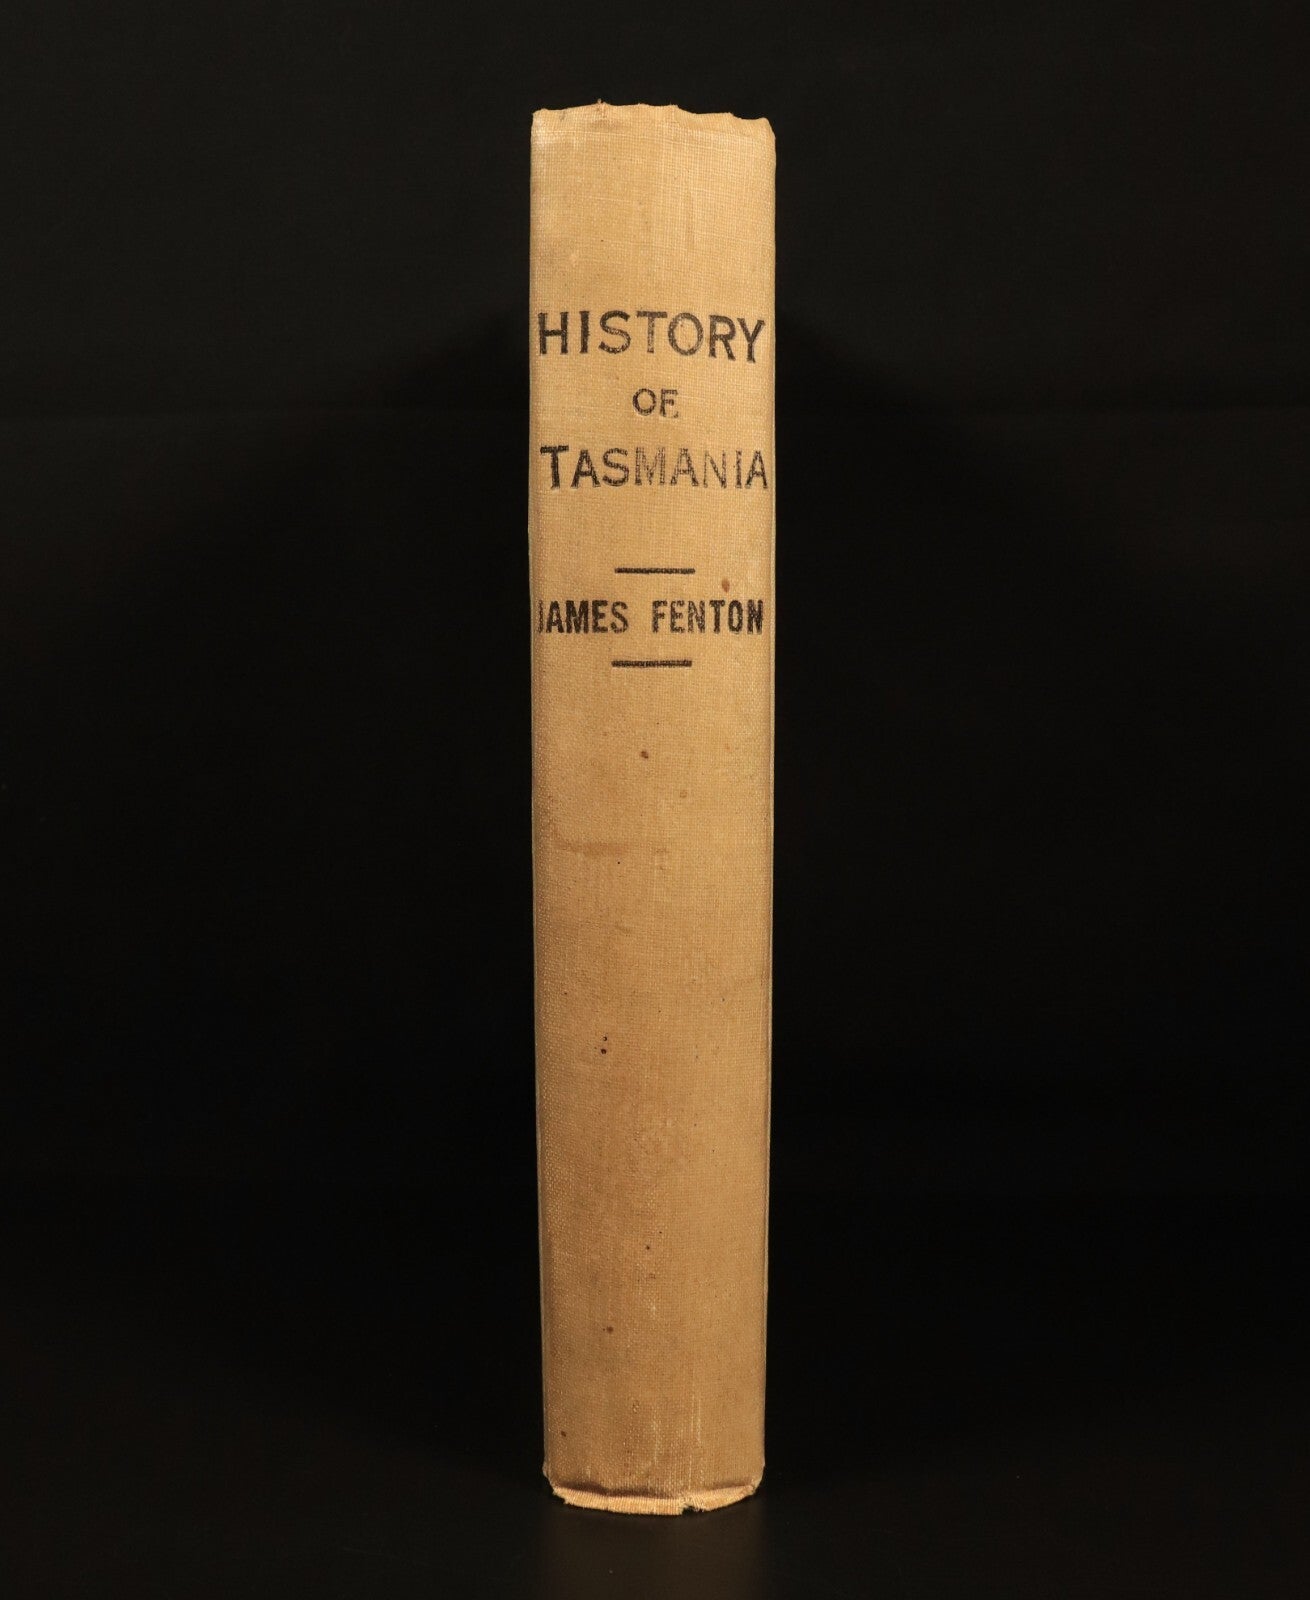 HISTORY
OF
TASMANIA
JAMES FENTON